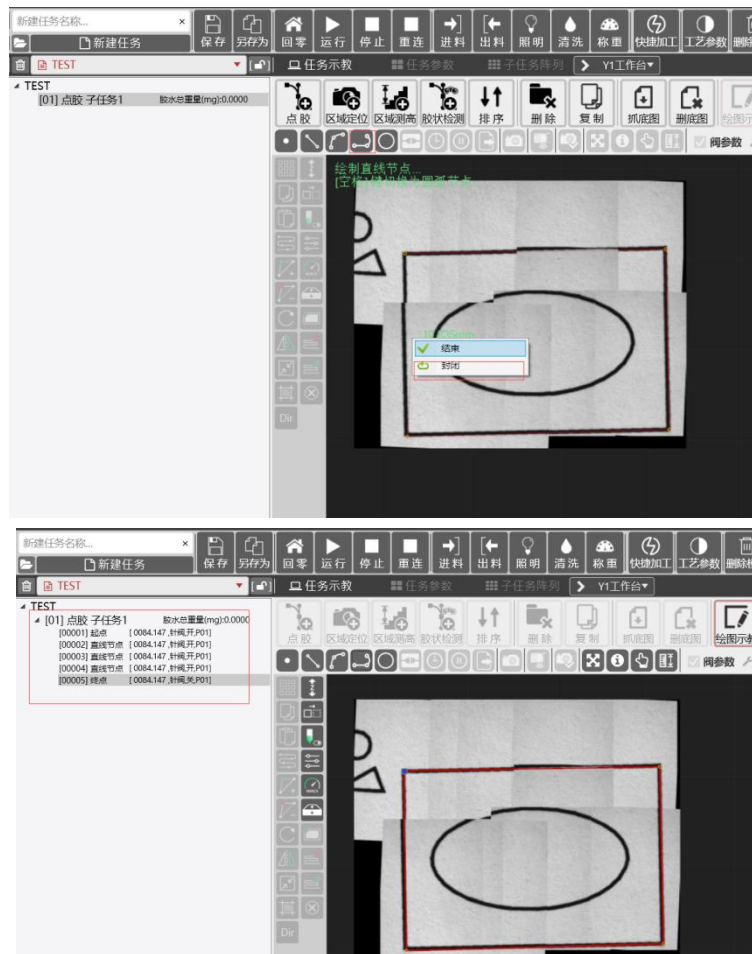 新建任务名称... ×
新建任务
保存 另存为 回零 运行 停止 重连 进料 出料 照明 清洗 称重 快捷加工 工艺参数
TEST
任务示教 任务参数 子任务阵列 Y1工作台
TEST
[01] 点胶 子任务1 胶水总重量(mg):0.0000
点胶 区域定位 区域测高 胶状检测 排序 删除 复制 抓底图 删底图
阀参数
绘制直线节点...
[空格]键切换为圆弧节点
结束
封闭
Dir
新建任务名称... ×
新建任务
保存 另存为 回零 运行 停止 重连 进料 出料 照明 清洗 称重 快捷加工 工艺参数
TEST
任务示教 任务参数 子任务阵列 Y1工作台
TEST
[01] 点胶 子任务1 胶水总重量(mg):0.0000
[00001] 起点 [ 0084.147 ,针阀,开,P01]
[00002] 直线节点 [ 0084.147 ,针阀,开,P01]
[00003] 直线节点 [ 0084.147 ,针阀,开,P01]
[00004] 直线节点 [ 0084.147 ,针阀,开,P01]
[00005] 终点 [ 0084.147 ,针阀,关,P01]
点胶 区域定位 区域测高 胶状检测 排序 删除 复制 抓底图 删底图
阀参数
Dir